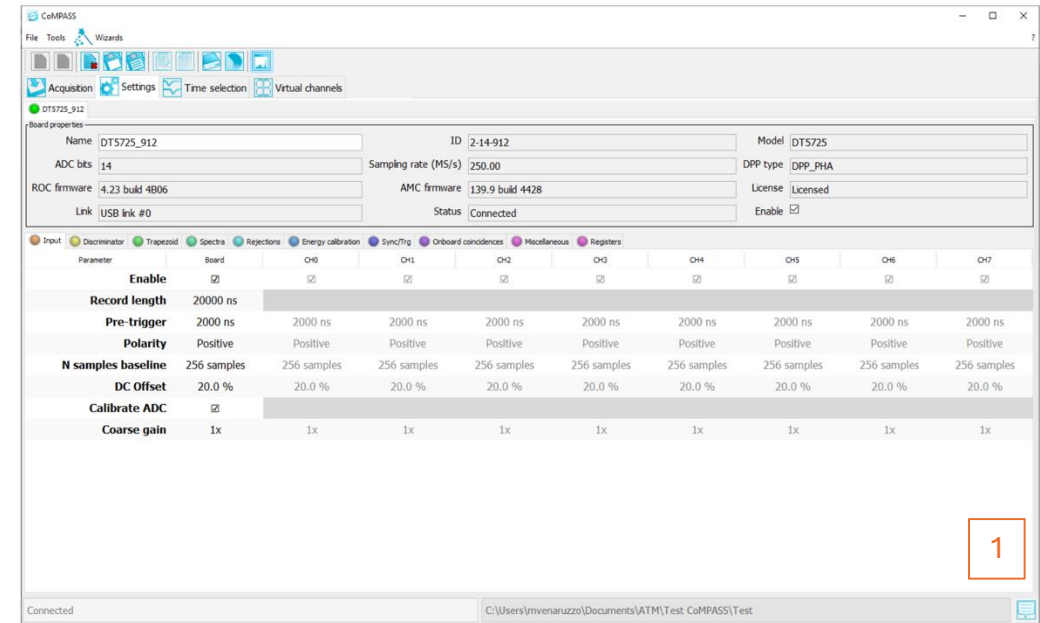 CoMPASS
File Tools Wizards ?
Acquisition Settings Time selection Virtual channels
DT5725_912
Board properties
Name DT5725_912 ID 2-14-912 Model DT5725
ADC bits 14 Sampling rate (MS/s) 250.00 DPP type DPP_PHA
ROC firmware 4.23 build 4B06 AMC firmware 139.9 build 4428 License Licensed
Link USB link #0 Status Connected Enable
Input Discriminator Trapezoid Spectra Rejections Energy calibration Sync/Trg Onboard coincidences Miscellaneous Registers
Parameter Board CH0 CH1 CH2 CH3 CH4 CH5 CH6 CH7
Enable
Record length 20000 ns
Pre-trigger 2000 ns 2000 ns 2000 ns 2000 ns 2000 ns 2000 ns 2000 ns 2000 ns 2000 ns
Polarity Positive Positive Positive Positive Positive Positive Positive Positive Positive
N samples baseline 256 samples 256 samples 256 samples 256 samples 256 samples 256 samples 256 samples 256 samples 256 samples
DC Offset 20.0 % 20.0 % 20.0 % 20.0 % 20.0 % 20.0 % 20.0 % 20.0 % 20.0 %
Calibrate ADC
Coarse gain 1x 1x 1x 1x 1x 1x 1x 1x 1x
1
Connected C:\Users\mvenaruzzo\Documents\ATM\Test CoMPASS\Test